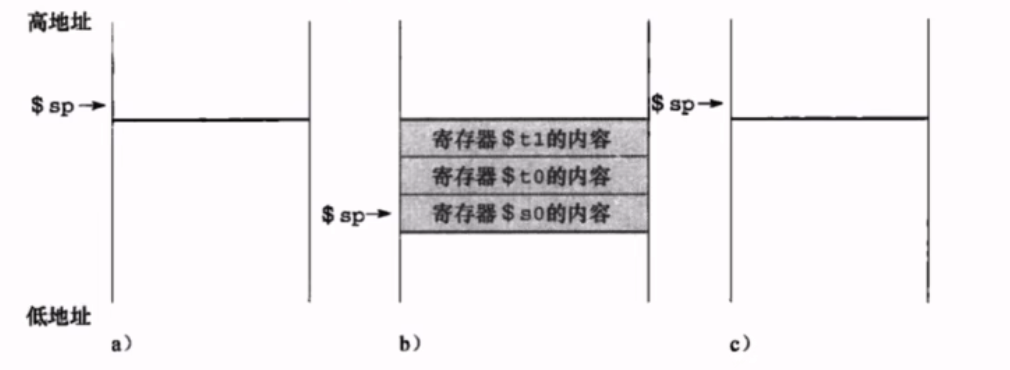 高地址
$sp→
$sp→
寄存器$t1的内容
寄存器$t0的内容
寄存器$s0的内容
$sp→
低地址
a)
b)
c)